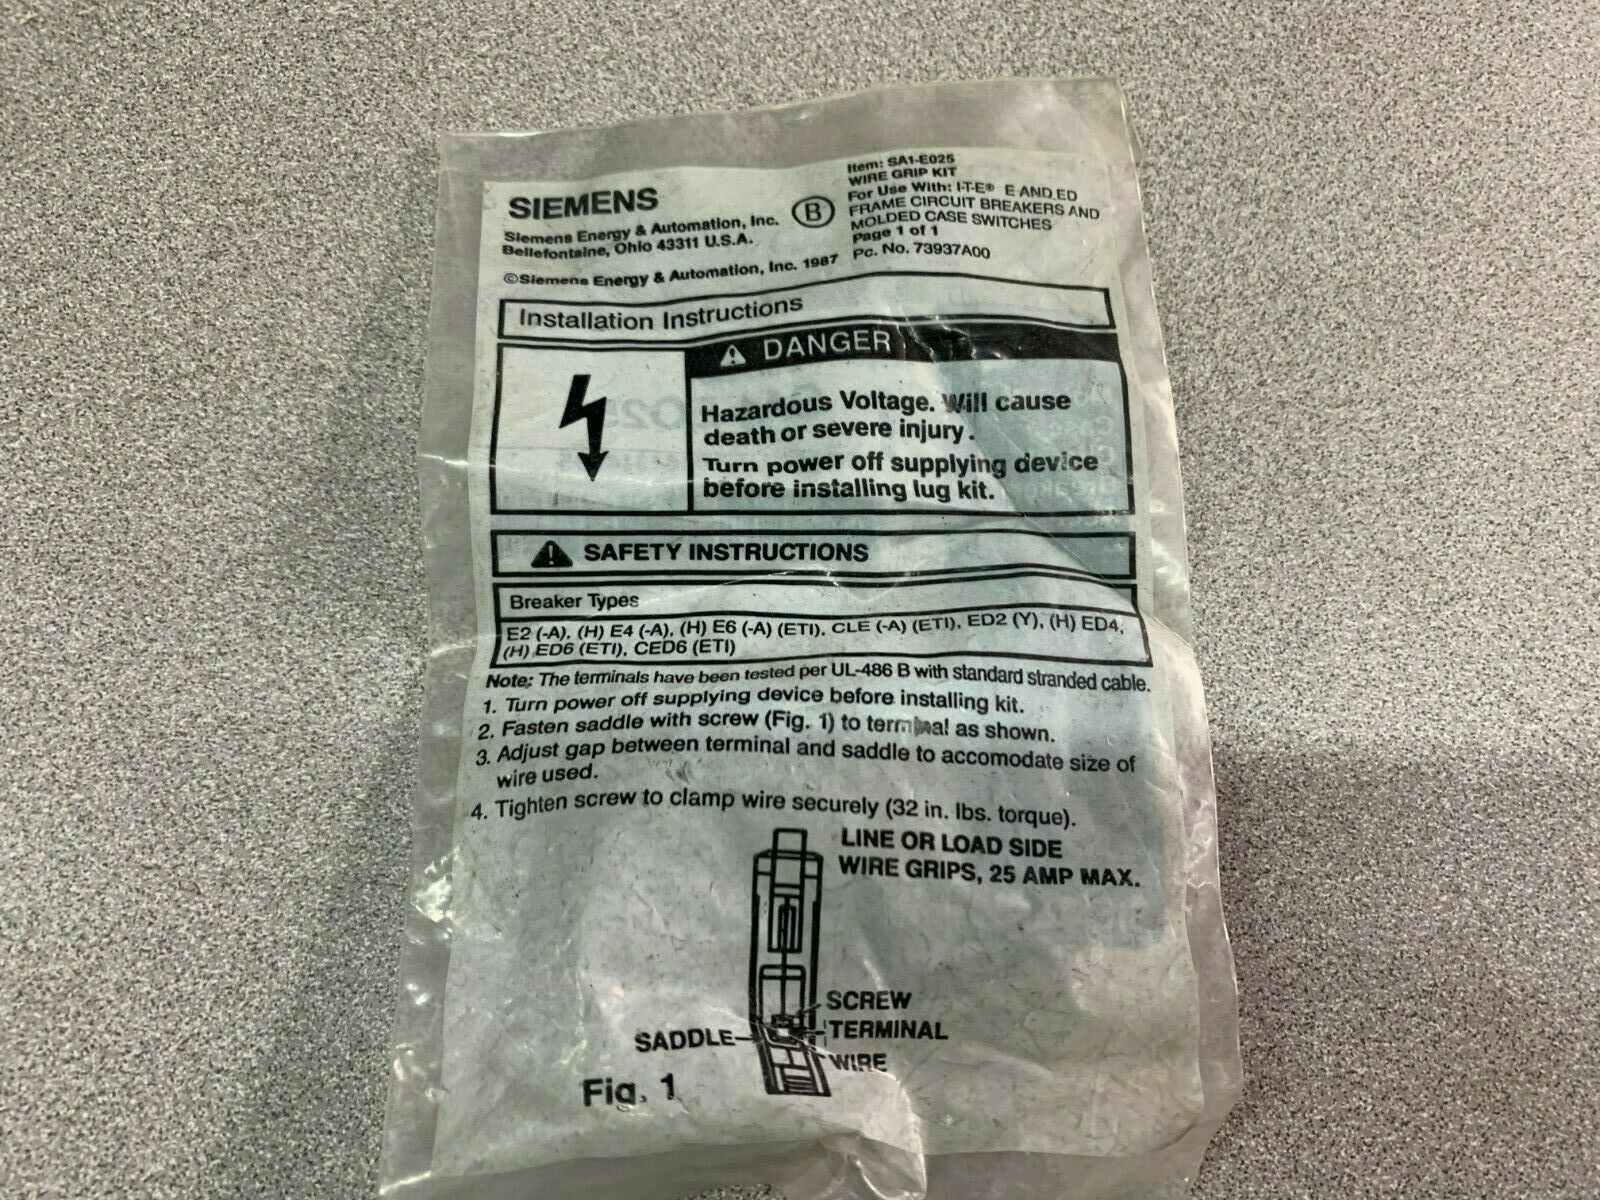 SIEMENS
Siemens Energy & Automation, Inc.
Bellefontaine, Ohio 43311 U.S.A.
©Siemens Energy & Automation, Inc. 1987
B
Item: SA1-E025
WIRE GRIP KIT
For Use With: I-T-E® E AND ED
FRAME CIRCUIT BREAKERS AND
MOLDED CASE SWITCHES
Page 1 of 1
Pc. No. 73937A00
Installation Instructions
DANGER
Hazardous Voltage. Will cause
death or severe injury.
Turn power off supplying device
before installing lug kit.
SAFETY INSTRUCTIONS
Breaker Types
E2 (-A), (H) E4 (-A), (H) E6 (-A) (ETI), CLE (-A) (ETI), ED2 (Y), (H) ED4,
(H) ED6 (ETI), CED6 (ETI)
Note: The terminals have been tested per UL-486 B with standard stranded cable.
1. Turn power off supplying device before installing kit.
2. Fasten saddle with screw (Fig. 1) to terminal as shown.
3. Adjust gap between terminal and saddle to accomodate size of
wire used.
4. Tighten screw to clamp wire securely (32 in. lbs. torque).
LINE OR LOAD SIDE
WIRE GRIPS, 25 AMP MAX.
SCREW
SADDLE
TERMINAL
WIRE
Fig. 1